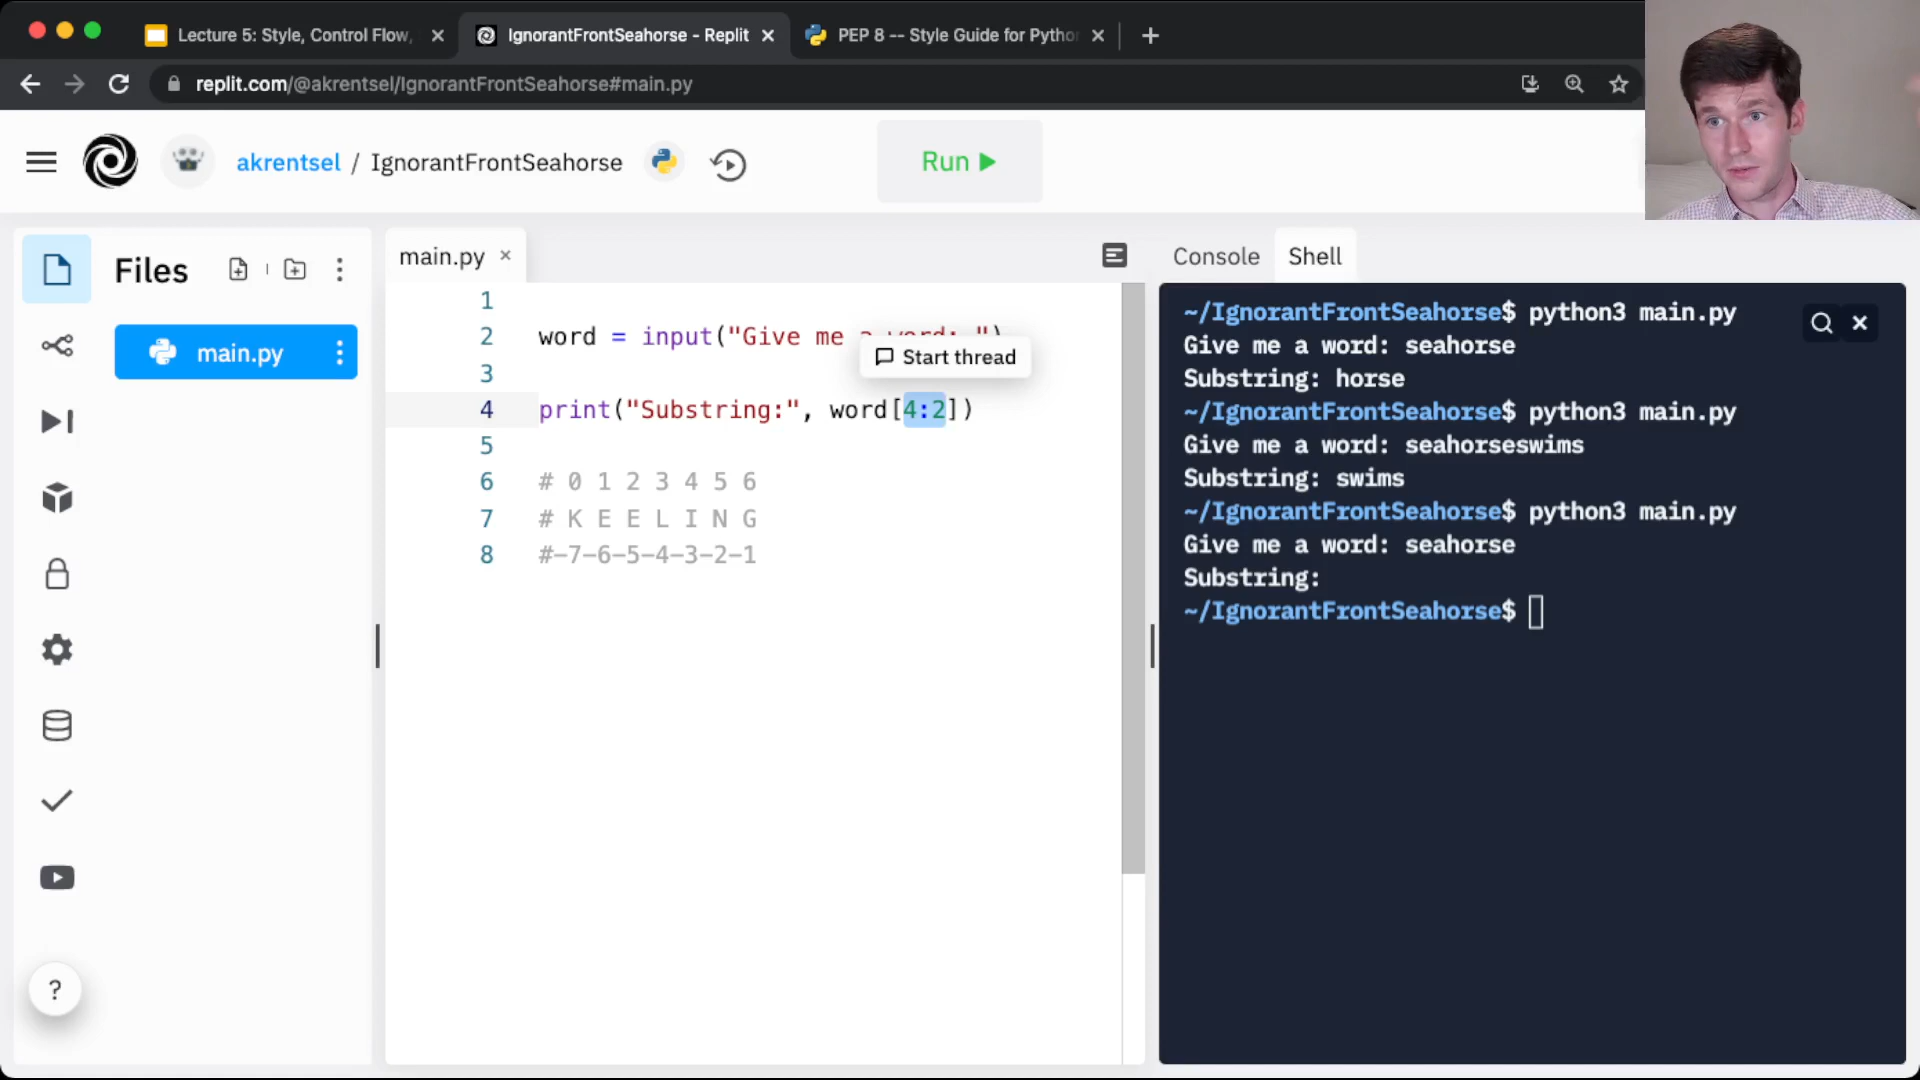 Lecture 5: Style, Control Flow,
IgnorantFrontSeahorse - Replit
PEP 8 -- Style Guide for Pytho
replit.com/@akrentsel/IgnorantFrontSeahorse#main.py
akrentsel / IgnorantFrontSeahorse
Run
Files
main.py
main.py
1
2 word = input("Give me a word: ")
Start thread
3
4 print("Substring:", word[4:2])
5
6 # 0 1 2 3 4 5 6
7 # K E E L I N G
8 #-7-6-5-4-3-2-1
Console
Shell
~/IgnorantFrontSeahorse$ python3 main.py
Give me a word: seahorse
Substring: horse
~/IgnorantFrontSeahorse$ python3 main.py
Give me a word: seahorseswims
Substring: swims
~/IgnorantFrontSeahorse$ python3 main.py
Give me a word: seahorse
Substring:
~/IgnorantFrontSeahorse$
?